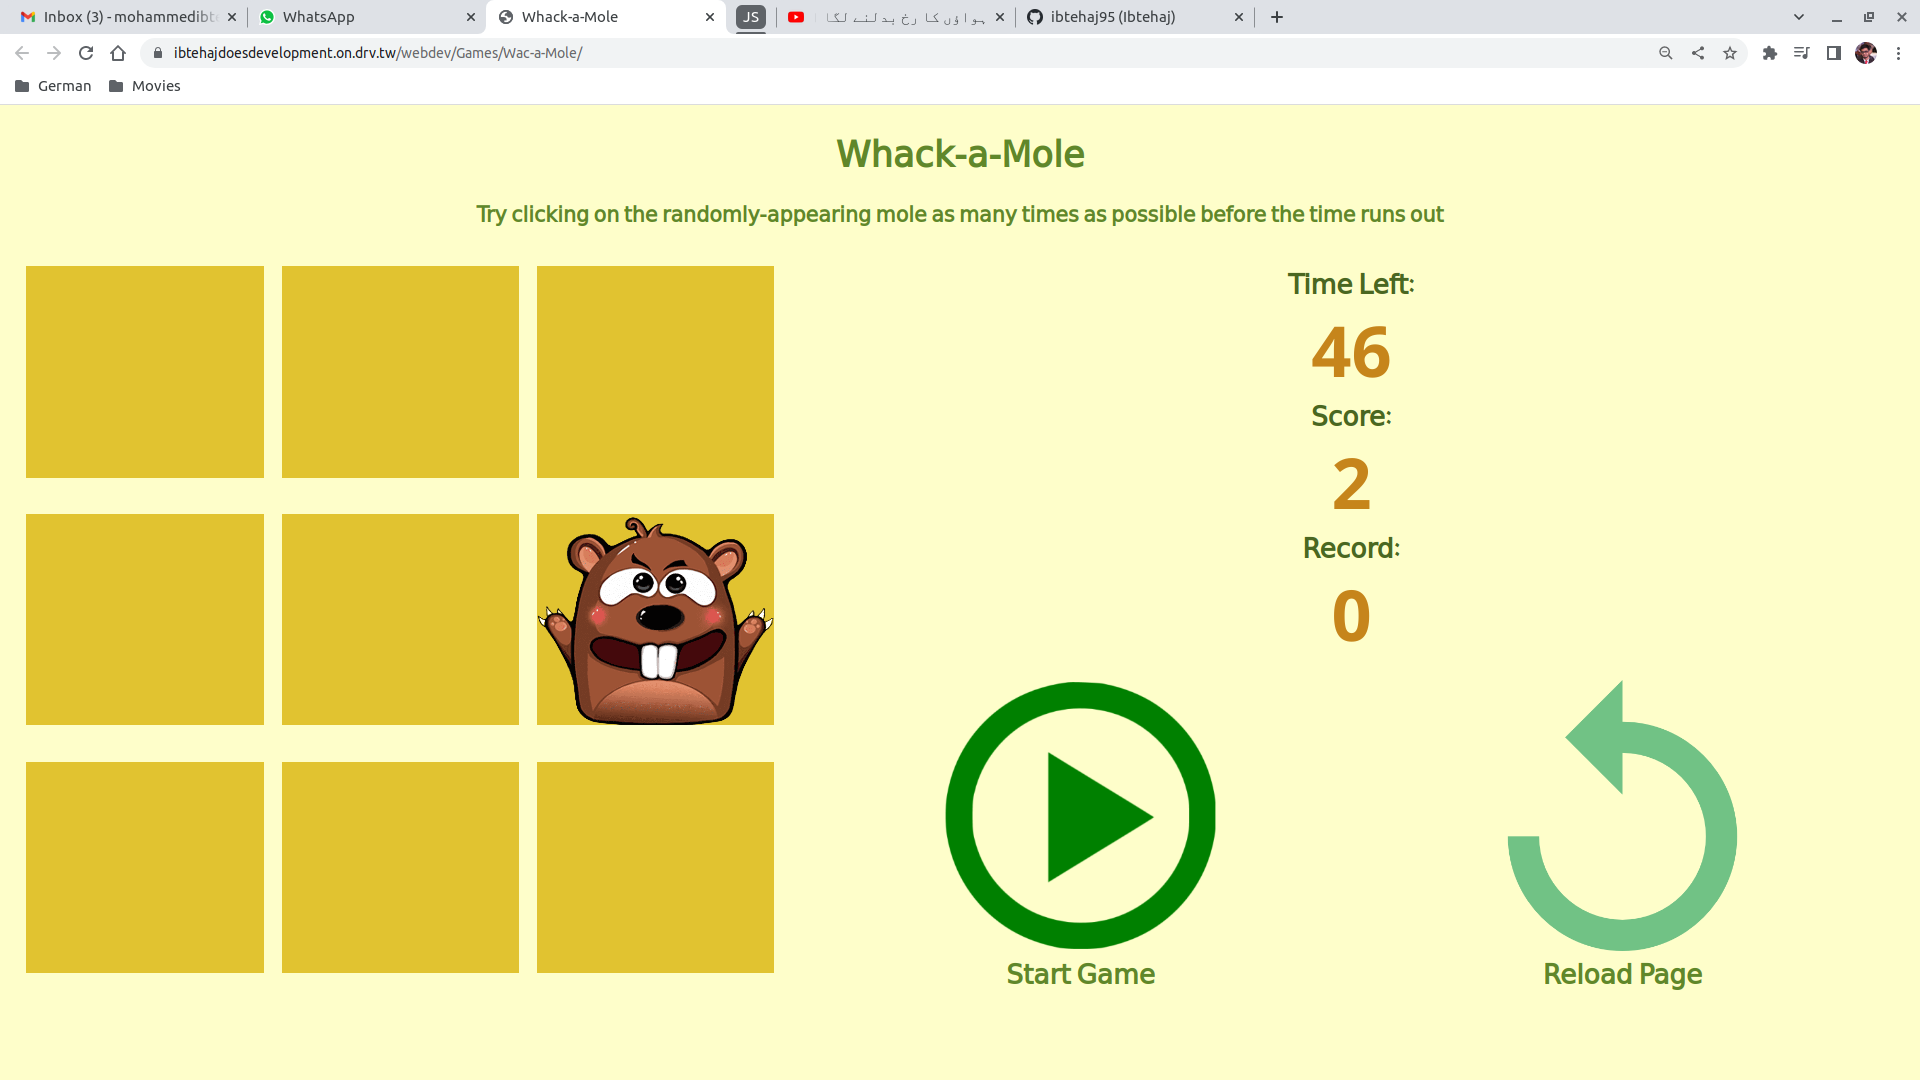 Inbox (3) - mohammedibte
WhatsApp
Whack-a-Mole
JS
ہواؤں کا رخ بدلنے لگا
ibtehaj95 (Ibtehaj)
ibtehajdoesdevelopment.on.drv.tw/webdev/Games/Wac-a-Mole/
German
Movies
Whack-a-Mole
Try clicking on the randomly-appearing mole as many times as possible before the time runs out
Time Left:
46
Score:
2
Record:
0
Start Game
Reload Page